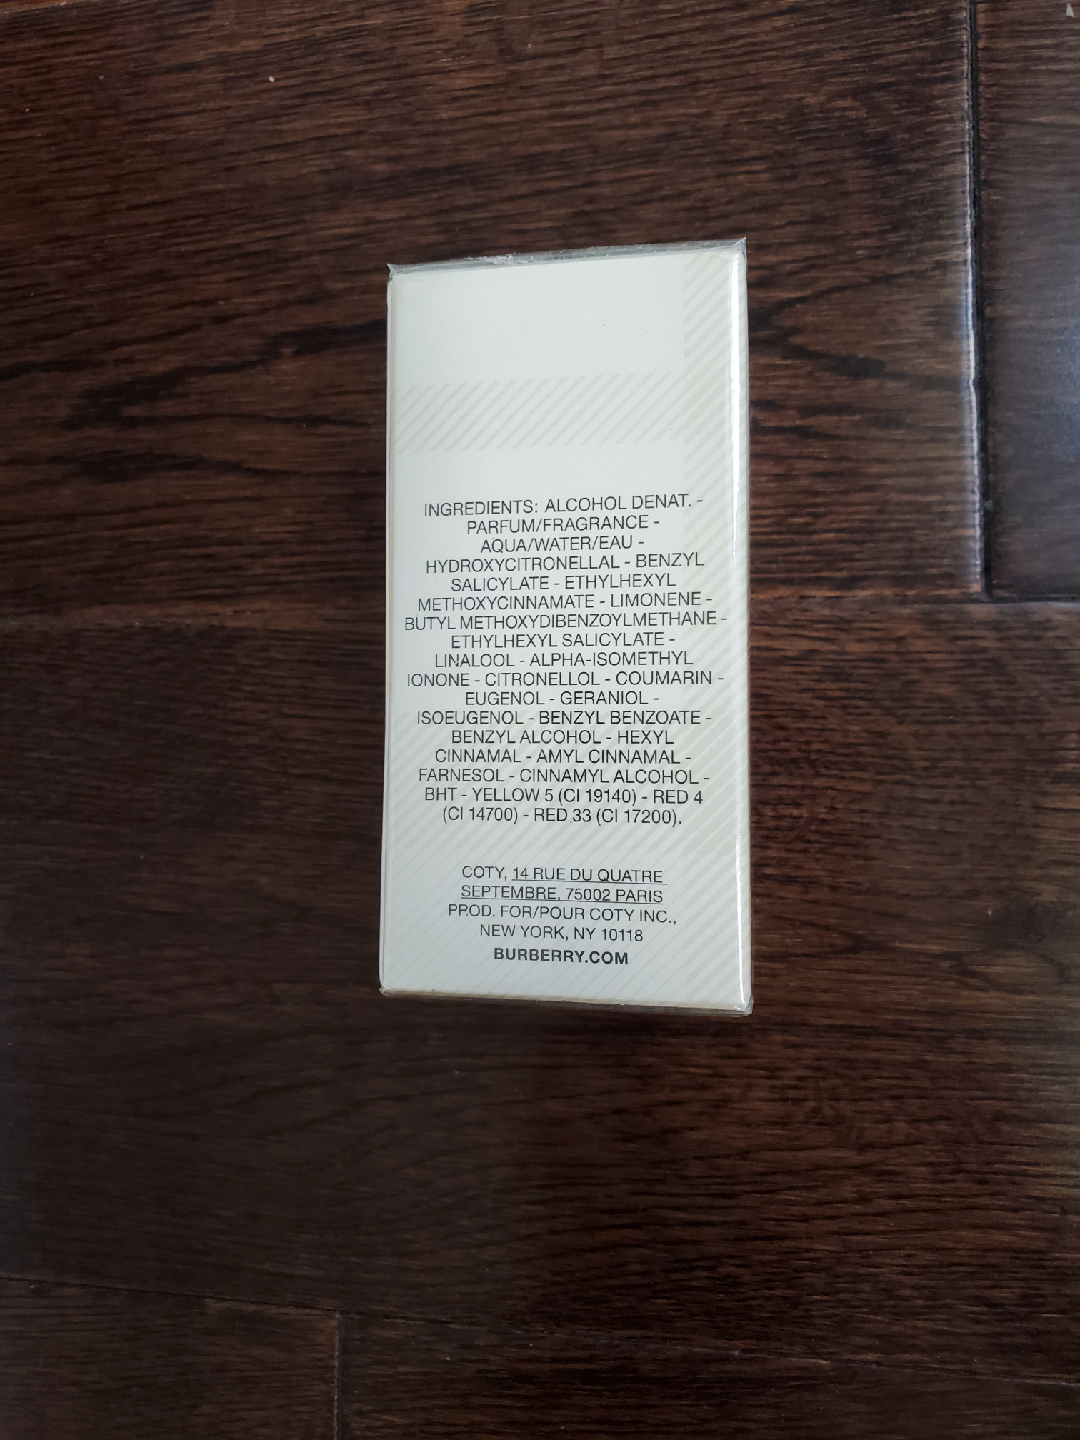 INGREDIENTS: ALCOHOL DENAT. -
PARFUM/FRAGRANCE -
AQUA/WATER/EAU -
HYDROXYCITRONELLAL - BENZYL
SALICYLATE - ETHYLHEXYL
METHOXYCINNAMATE - LIMONENE -
BUTYL METHOXYDIBENZOYLMETHANE -
ETHYLHEXYL SALICYLATE -
LINALOOL - ALPHA-ISOMETHYL
IONONE - CITRONELLOL - COUMARIN -
EUGENOL - GERANIOL -
ISOEUGENOL - BENZYL BENZOATE -
BENZYL ALCOHOL - HEXYL
CINNAMAL - AMYL CINNAMAL -
FARNESOL - CINNAMYL ALCOHOL -
BHT - YELLOW 5 (CI 19140) - RED 4
(CI 14700) - RED 33 (CI 17200).
COTY, 14 RUE DU QUATRE
SEPTEMBRE, 75002 PARIS
PROD. FOR/POUR COTY INC.,
NEW YORK, NY 10118
BURBERRY.COM